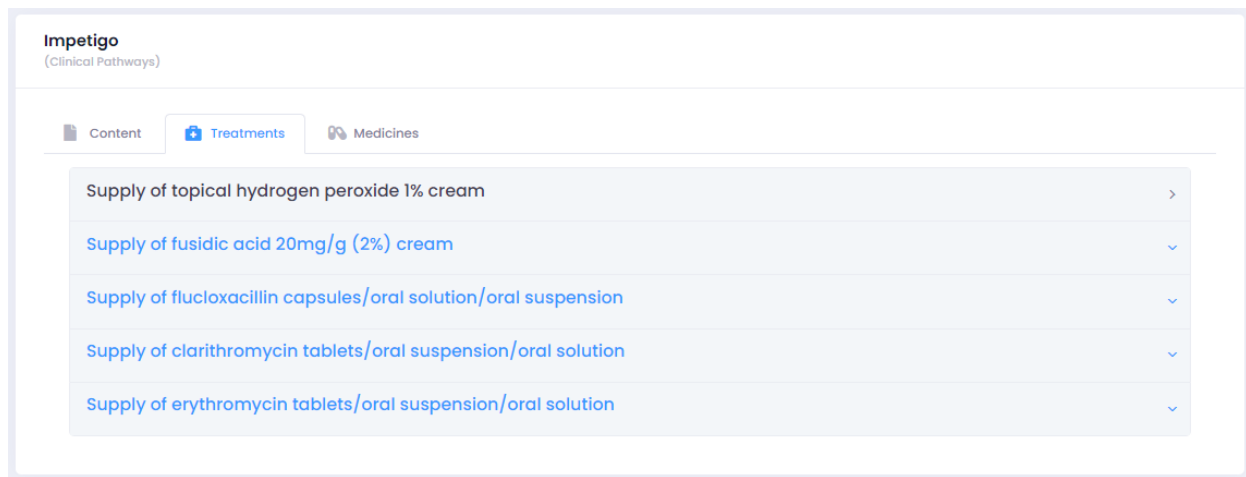 Impetigo
(Clinical Pathways)
Content Treatments Medicines
Supply of topical hydrogen peroxide 1% cream
Supply of fusidic acid 20mg/g (2%) cream
Supply of flucloxacillin capsules/oral solution/oral suspension
Supply of clarithromycin tablets/oral suspension/oral solution
Supply of erythromycin tablets/oral suspension/oral solution